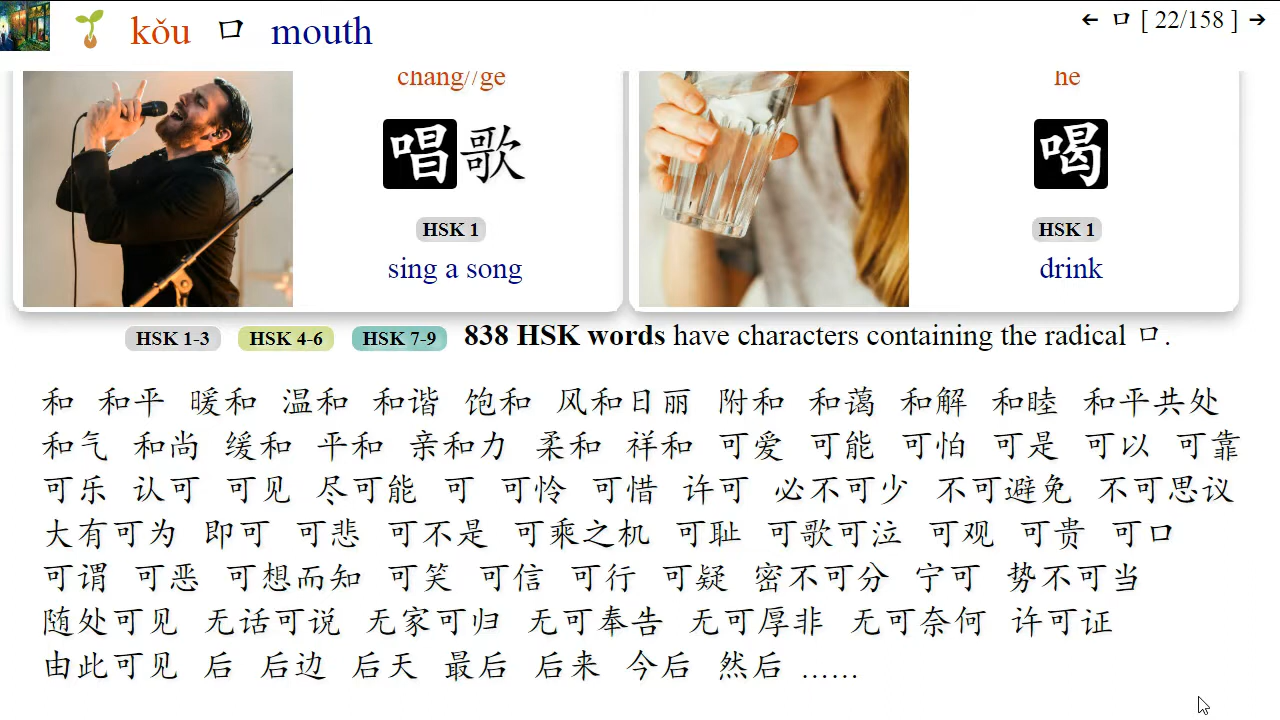 kǒu 口 mouth
← 口 [ 22/158 ] →
chàng//gē
唱歌
HSK 1
sing a song
hē
喝
HSK 1
drink
HSK 1-3 HSK 4-6 HSK 7-9 838 HSK words have characters containing the radical 口.
和 和平 暖和 温和 和谐 饱和 风和日丽 附和 和蔼 和解 和睦 和平共处
和气 和尚 缓和 平和 亲和力 柔和 祥和 可爱 可能 可怕 可是 可以 可靠
可乐 认可 可见 尽可能 可 可怜 可惜 许可 必不可少 不可避免 不可思议
大有可为 即可 可悲 可不是 可乘之机 可耻 可歌可泣 可观 可贵 可口
可谓 可恶 可想而知 可笑 可信 可行 可疑 密不可分 宁可 势不可当
随处可见 无话可说 无家可归 无可奉告 无可厚非 无可奈何 许可证
由此可见 后 后边 后天 最后 后来 今后 然后 ……